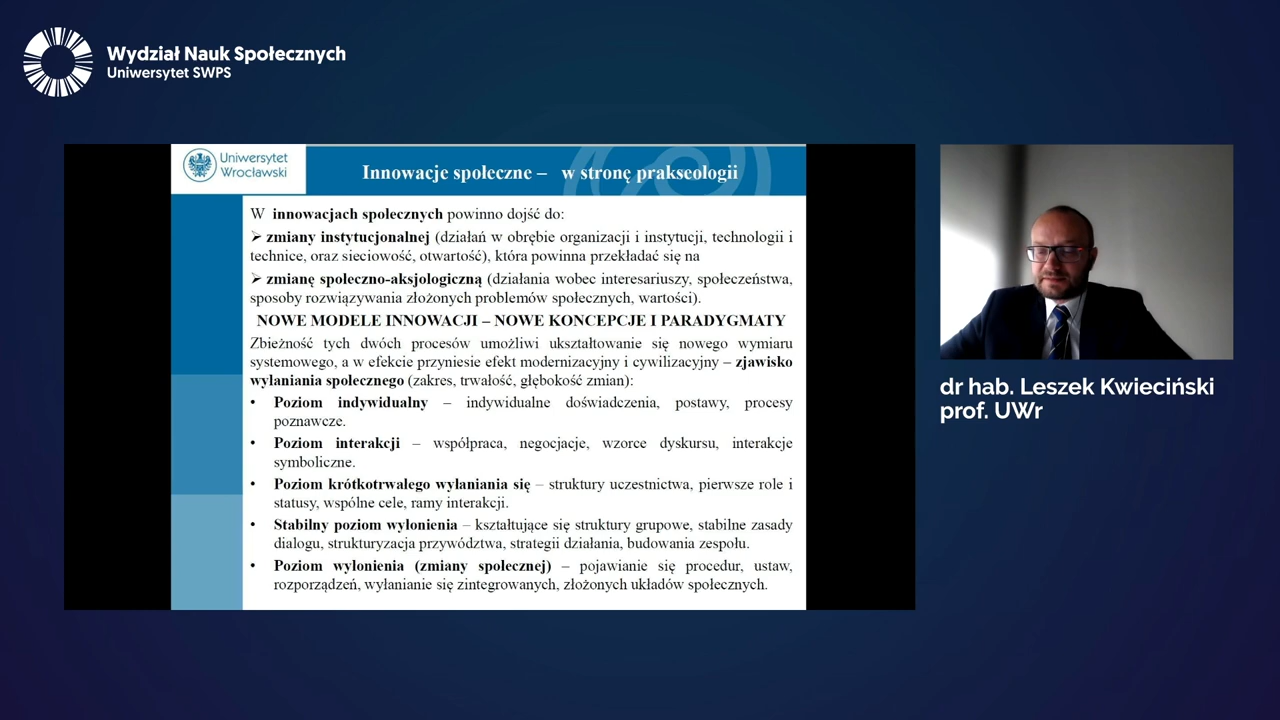 Wydział Nauk Społecznych
Uniwersytet SWPS
Uniwersytet
Wrocławski
Innowacje społeczne – w stronę prakseologii
W innowacjach społecznych powinno dojść do:
➢ zmiany instytucjonalnej (działań w obrębie organizacji i instytucji, technologii i
technice, oraz sieciowość, otwartość), która powinna przekładać się na
➢ zmianę społeczno-aksjologiczną (działania wobec interesariuszy, społeczeństwa,
sposoby rozwiązywania złożonych problemów społecznych, wartości).
NOWE MODELE INNOWACJI – NOWE KONCEPCJE I PARADYGMATY
Zbieżność tych dwóch procesów umożliwi ukształtowanie się nowego wymiaru
systemowego, a w efekcie przyniesie efekt modernizacyjny i cywilizacyjny – zjawisko
wyłaniania społecznego (zakres, trwałość, głębokość zmian):
• Poziom indywidualny – indywidualne doświadczenia, postawy, procesy
poznawcze.
• Poziom interakcji – współpraca, negocjacje, wzorce dyskursu, interakcje
symboliczne.
• Poziom krótkotrwałego wyłaniania się – struktury uczestnictwa, pierwsze role i
statusy, wspólne cele, ramy interakcji.
• Stabilny poziom wyłonienia – kształtujące się struktury grupowe, stabilne zasady
dialogu, strukturyzacja przywództwa, strategii działania, budowania zespołu.
• Poziom wyłonienia (zmiany społecznej) – pojawianie się procedur, ustaw,
rozporządzeń, wyłanianie się zintegrowanych, złożonych układów społecznych.
dr hab. Leszek Kwieciński
prof. UWr